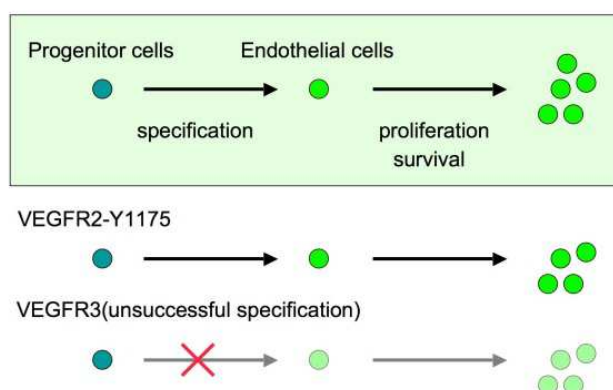 Progenitor cells
Endothelial cells
specification
proliferation
survival
VEGFR2-Y1175
VEGFR3(unsuccessful specification)